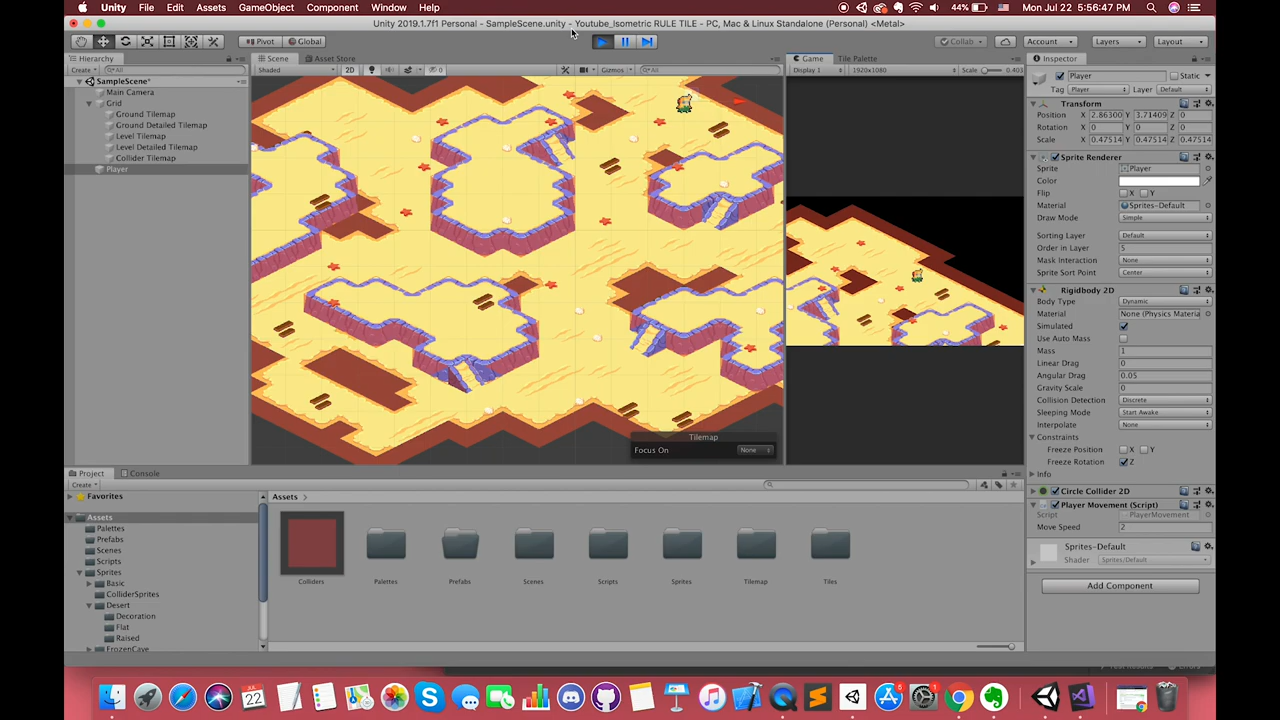 Unity File Edit Assets GameObject Component Window Help Mon Jul 22 5:56:47 PM
Unity 2019.1.7f1 Personal - SampleScene.unity - Youtube_Isometric RULE TILE - PC, Mac & Linux Standalone (Personal) <Metal>
Pivot Global Collab Account Layers Layout
Hierarchy Scene Asset Store Game Tile Palette Inspector
Create All Shaded 2D 0 Gizmos All Display 1 1920x1080 Scale 0.403
SampleScene*
Main Camera
Grid
Ground Tilemap
Ground Detailed Tilemap
Level Tilemap
Level Detailed Tilemap
Collider Tilemap
Player
Player Static
Tag Player Layer Default
Transform
Position X 2.86300 Y 3.71409 Z 0
Rotation X 0 Y 0 Z 0
Scale X 0.47514 Y 0.47514 Z 0.47514
Sprite Renderer
Sprite Player
Color
Flip X Y
Material Sprites-Default
Draw Mode Simple
Sorting Layer Default
Order in Layer 5
Mask Interaction None
Sprite Sort Point Center
Rigidbody 2D
Body Type Dynamic
Material None (Physics Materia
Simulated
Use Auto Mass
Mass 1
Linear Drag 0
Angular Drag 0.05
Gravity Scale 0
Collision Detection Discrete
Sleeping Mode Start Awake
Interpolate None
Constraints
Freeze Position X Y
Freeze Rotation Z
Info
Circle Collider 2D
Player Movement (Script)
Script PlayerMovement
Move Speed 2
Sprites-Default
Shader Sprites/Default
Add Component
Tilemap
Focus On None
Project Console
Create
Favorites
Assets
Palettes
Prefabs
Scenes
Scripts
Sprites
Basic
ColliderSprites
Desert
Decoration
Flat
Raised
FrozenCave
Assets
Colliders Palettes Prefabs Scenes Scripts Sprites Tilemap Tiles
JUL
22